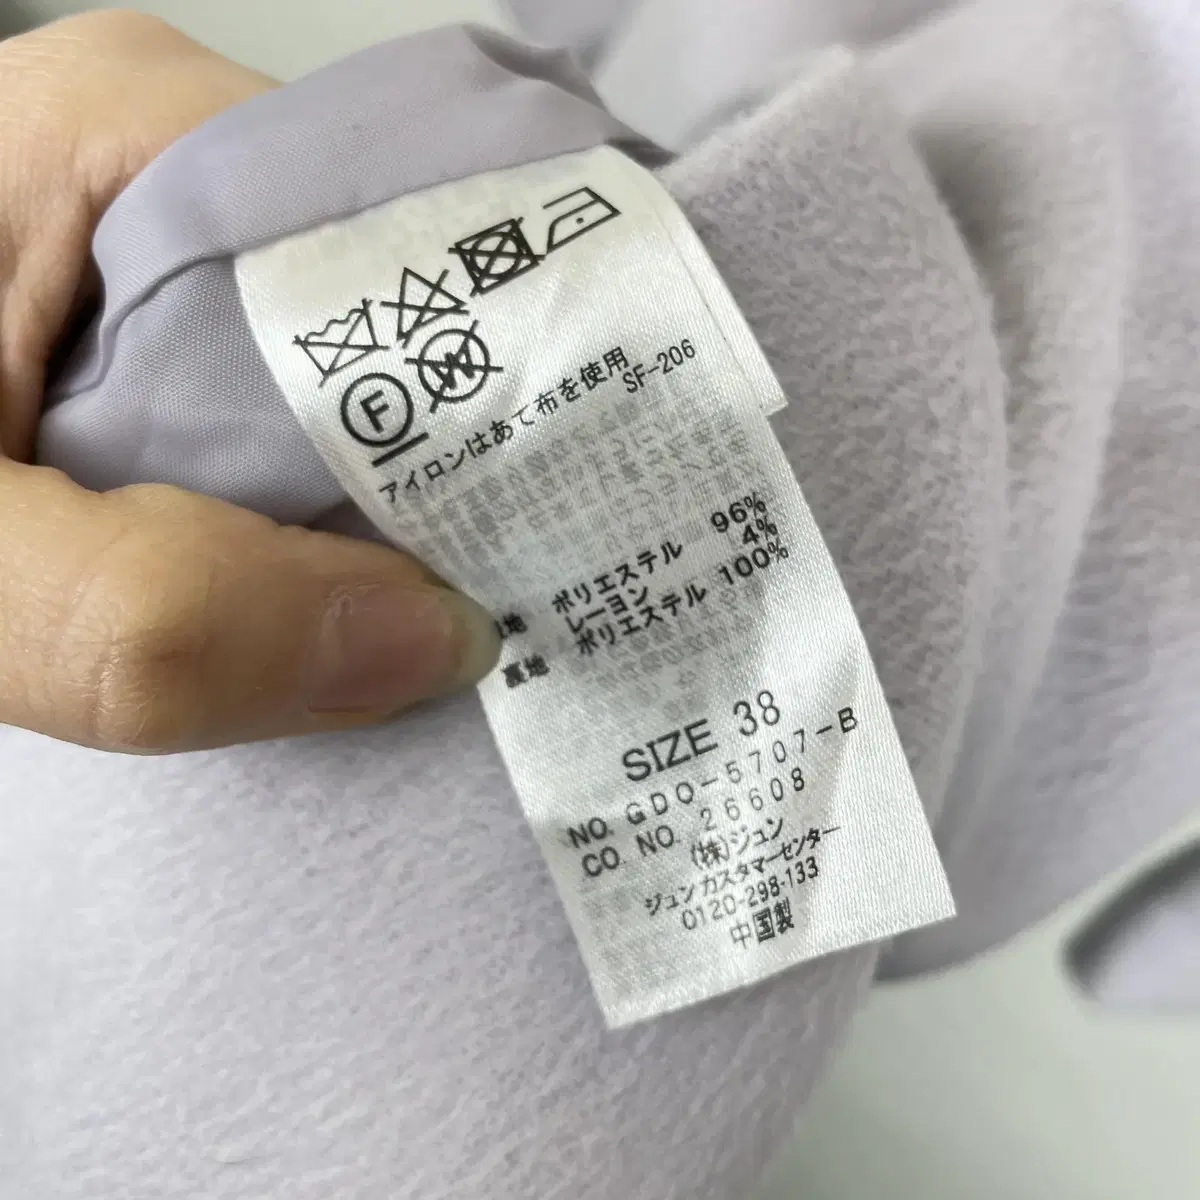 F
W
アイロンはあて布を使用
SF-206
地 ポリエステル 96%
レーヨン 4%
裏地 ポリエステル 100%
SIZE 38
NO. GDO-5707-B
CO. NO. 26608
(株)ジュン
ジュン カスタマーセンター
0120-298-133
中国製